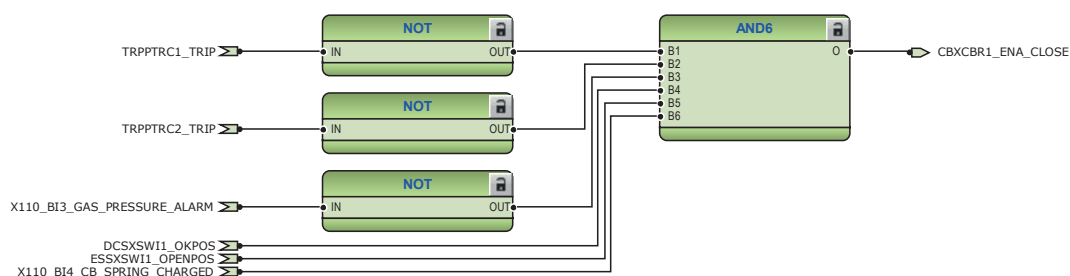 NOT
AND6
TRPPTRC1_TRIP
IN
OUT
B1
O
CBXCBR1_ENA_CLOSE
B2
B3
B4
B5
B6
NOT
TRPPTRC2_TRIP
IN
OUT
NOT
X110_BI3_GAS_PRESSURE_ALARM
IN
OUT
DCSXSWI1_OKPOS
ESSXSWI1_OPENPOS
X110_BI4_CB_SPRING_CHARGED